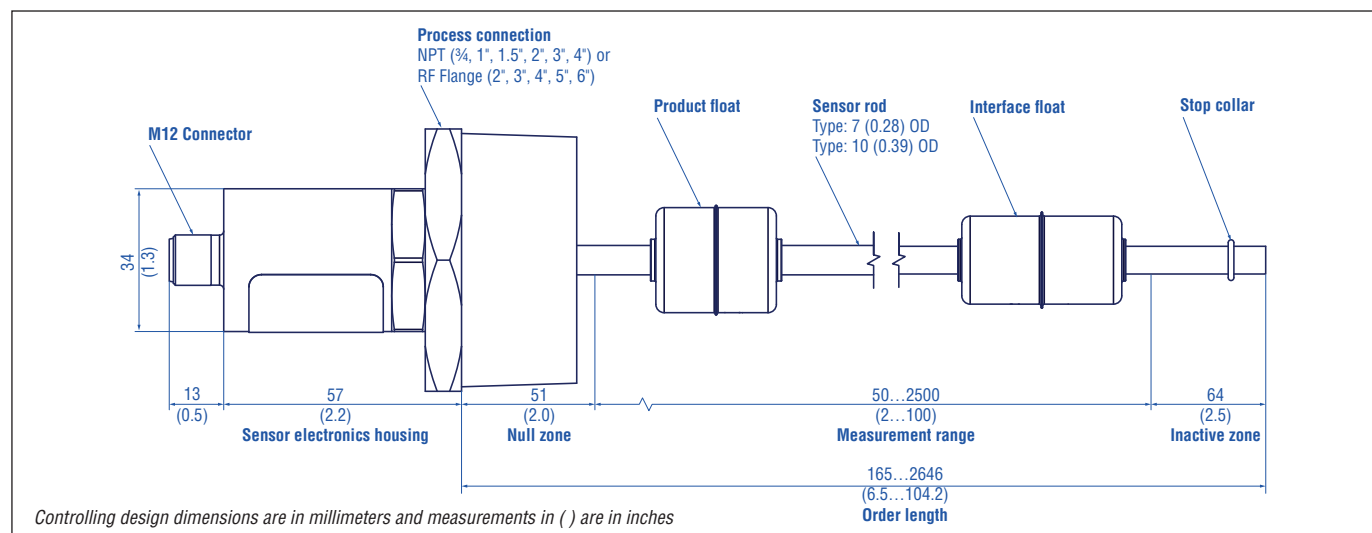 Process connection
NPT (¾, 1", 1.5", 2", 3", 4") or
RF Flange (2", 3", 4", 5", 6")
M12 Connector
Product float
Sensor rod
Type: 7 (0.28) OD
Type: 10 (0.39) OD
Interface float
Stop collar
34
(1.3)
13
(0.5)
57
(2.2)
Sensor electronics housing
51
(2.0)
Null zone
50...2500
(2...100)
Measurement range
64
(2.5)
Inactive zone
165...2646
(6.5...104.2)
Order length
Controlling design dimensions are in millimeters and measurements in ( ) are in inches